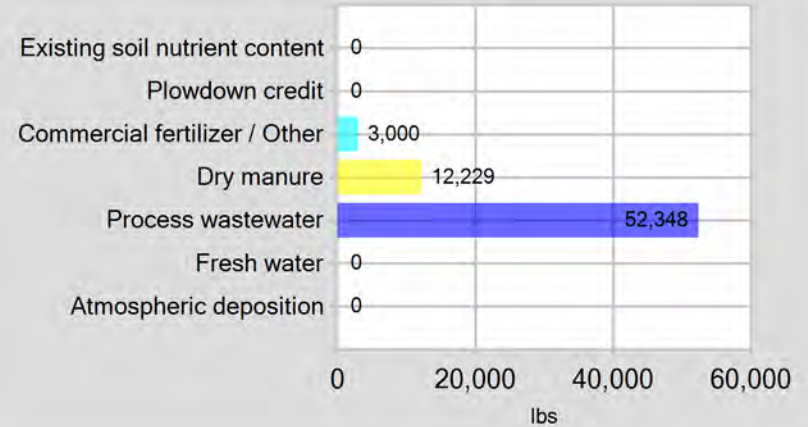 Existing soil nutrient content 0
Plowdown credit 0
Commercial fertilizer / Other 3,000
Dry manure 12,229
Process wastewater 52,348
Fresh water 0
Atmospheric deposition 0
0 20,000 40,000 60,000
lbs